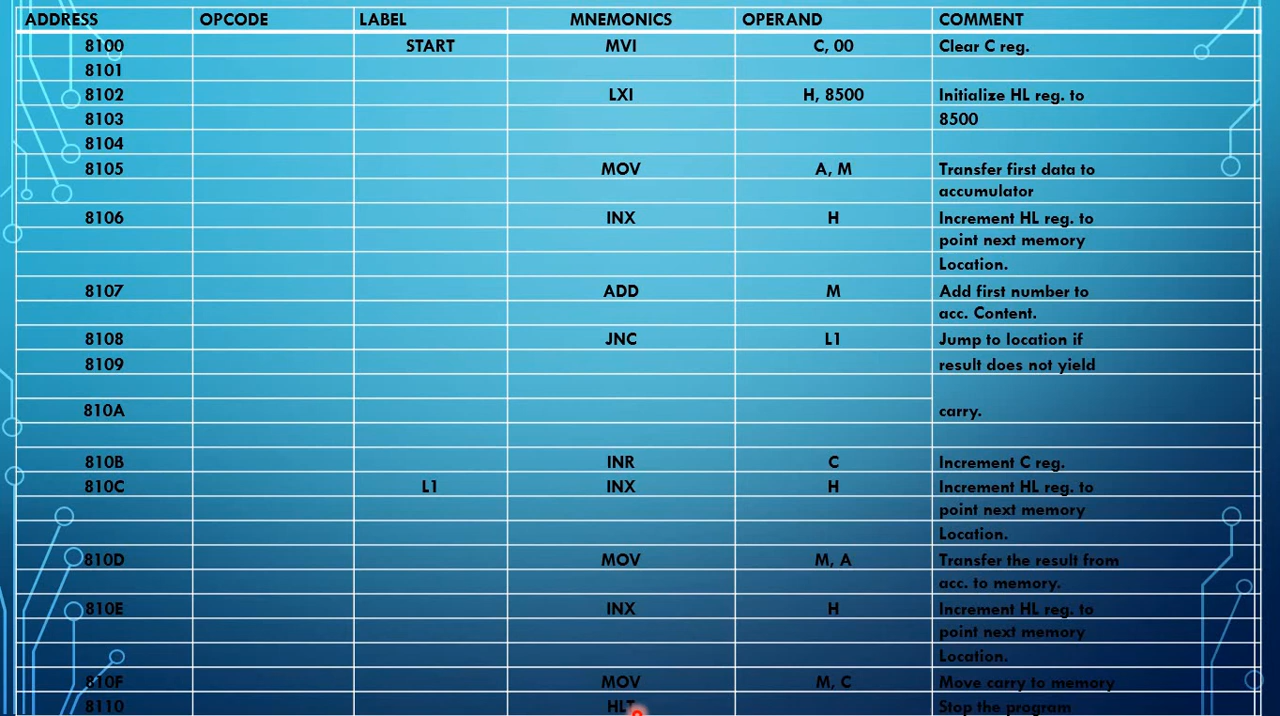 ADDRESS OPCODE LABEL MNEMONICS OPERAND COMMENT
8100 START MVI C, 00 Clear C reg.
8101
8102 LXI H, 8500 Initialize HL reg. to
8103 8500
8104
8105 MOV A, M Transfer first data to
accumulator
8106 INX H Increment HL reg. to
point next memory
Location.
8107 ADD M Add first number to
acc. Content.
8108 JNC L1 Jump to location if
8109 result does not yield
810A carry.
810B INR C Increment C reg.
810C L1 INX H Increment HL reg. to
point next memory
Location.
810D MOV M, A Transfer the result from
acc. to memory.
810E INX H Increment HL reg. to
point next memory
Location.
810F MOV M, C Move carry to memory
8110 HLT Stop the program